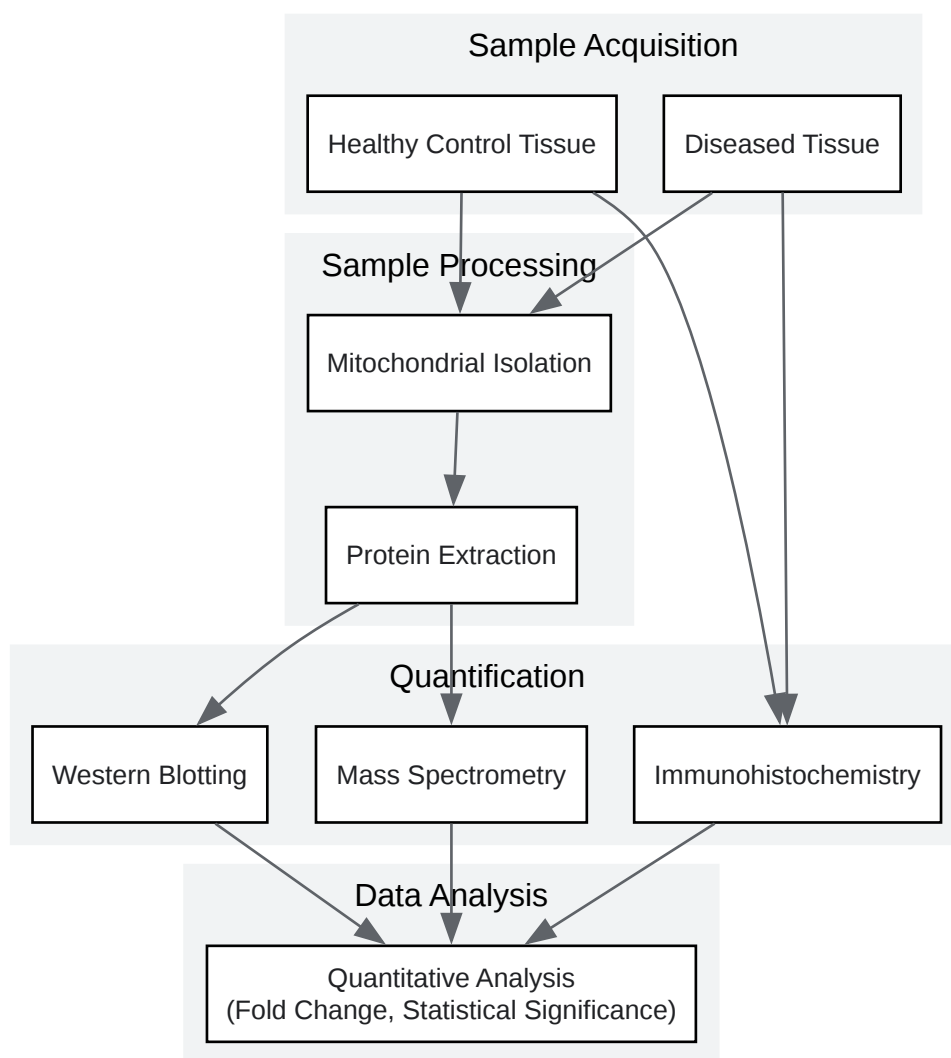 Sample Acquisition
Healthy Control Tissue
Diseased Tissue
Sample Processing
Mitochondrial Isolation
Protein Extraction
Quantification
Western Blotting
Mass Spectrometry
Immunohistochemistry
Data Analysis
Quantitative Analysis
(Fold Change, Statistical Significance)